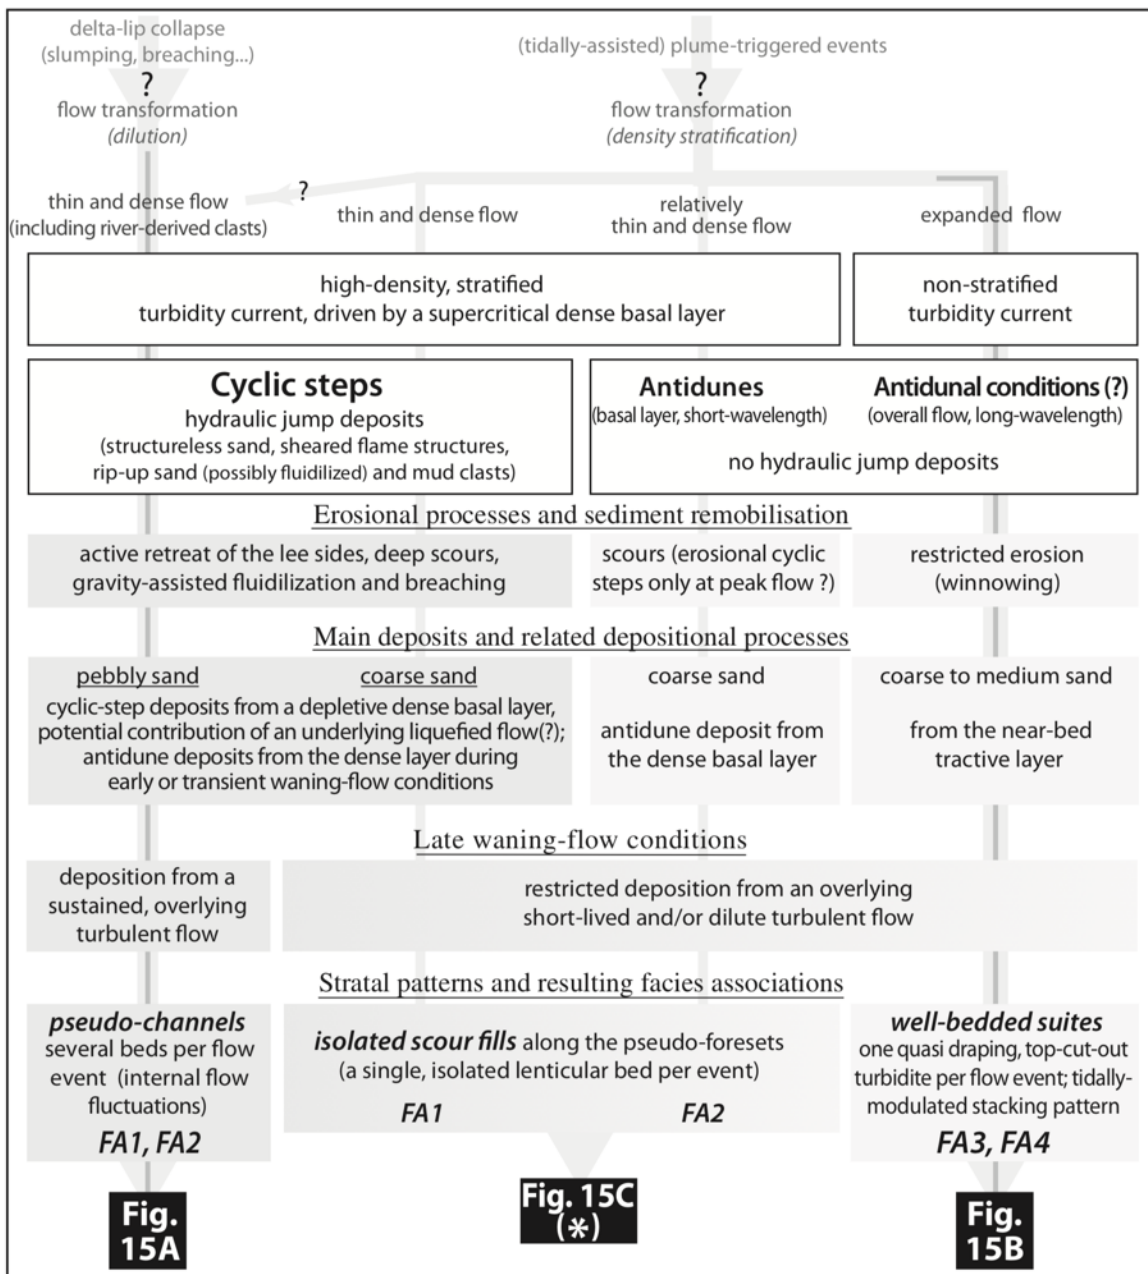 delta-lip collapse
(slumping, breaching...)
?
flow transformation
(dilution)
(tidally-assisted) plume-triggered events
?
flow transformation
(density stratification)
?
thin and dense flow
(including river-derived clasts)
thin and dense flow
relatively
thin and dense flow
expanded flow
high-density, stratified
turbidity current, driven by a supercritical dense basal layer
non-stratified
turbidity current
Cyclic steps
hydraulic jump deposits
(structureless sand, sheared flame structures,
rip-up sand (possibly fluidilized) and mud clasts)
Antidunes
(basal layer, short-wavelength)
Antidunal conditions (?)
(overall flow, long-wavelength)
no hydraulic jump deposits
Erosional processes and sediment remobilisation
active retreat of the lee sides, deep scours,
gravity-assisted fluidilization and breaching
scours (erosional cyclic
steps only at peak flow ?)
restricted erosion
(winnowing)
Main deposits and related depositional processes
pebbly sand
coarse sand
cyclic-step deposits from a depletive dense basal layer,
potential contribution of an underlying liquefied flow(?);
antidune deposits from the dense layer during
early or transient waning-flow conditions
coarse sand
antidune deposit from
the dense basal layer
coarse to medium sand
from the near-bed
tractive layer
Late waning-flow conditions
deposition from a
sustained, overlying
turbulent flow
restricted deposition from an overlying
short-lived and/or dilute turbulent flow
Stratal patterns and resulting facies associations
pseudo-channels
several beds per flow
event (internal flow
fluctuations)
FA1, FA2
isolated scour fills along the pseudo-foresets
(a single, isolated lenticular bed per event)
FA1
FA2
well-bedded suites
one quasi draping, top-cut-out
turbidite per flow event; tidally-
modulated stacking pattern
FA3, FA4
Fig.
15A
Fig. 15C
(*)
Fig.
15B